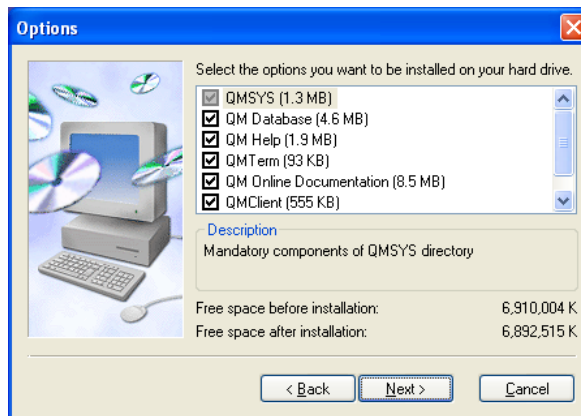 Options
Select the options you want to be installed on your hard drive.
QMSYS (1.3 MB)
QM Database (4.6 MB)
QM Help (1.9 MB)
QMTerm (93 KB)
QM Online Documentation (8.5 MB)
QMClient (555 KB)
Description
Mandatory components of QMSYS directory
Free space before installation: 6,910,004 K
Free space after installation: 6,892,515 K
< Back Next > Cancel